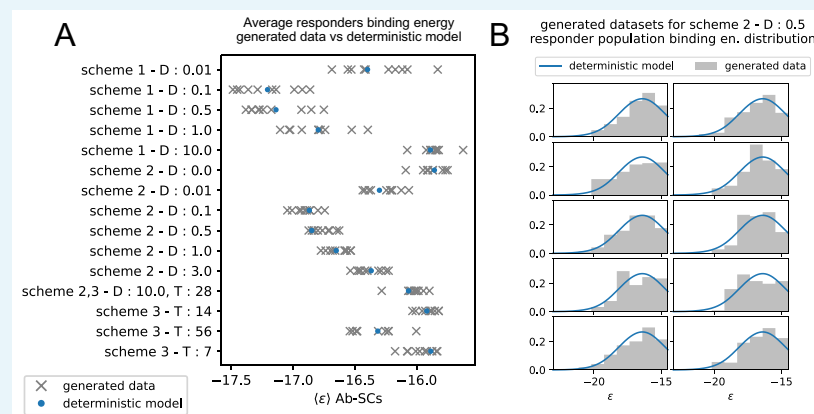 A
Average responders binding energy
generated data vs deterministic model
scheme 1 - D : 0.01
scheme 1 - D : 0.1
scheme 1 - D : 0.5
scheme 1 - D : 1.0
scheme 1 - D : 10.0
scheme 2 - D : 0.0
scheme 2 - D : 0.01
scheme 2 - D : 0.1
scheme 2 - D : 0.5
scheme 2 - D : 1.0
scheme 2 - D : 3.0
scheme 2,3 - D : 10.0, T : 28
scheme 3 - T : 14
scheme 3 - T : 56
scheme 3 - T : 7
−17.5 −17.0 −16.5 −16.0
⟨ε⟩ Ab-SCs
generated data
deterministic model
B
generated datasets for scheme 2 - D : 0.5
responder population binding en. distribution
deterministic model generated data
0.2
0.0
0.2
0.0
0.2
0.0
0.2
0.0
0.2
0.0
−20 −15 −20 −15
ε ε